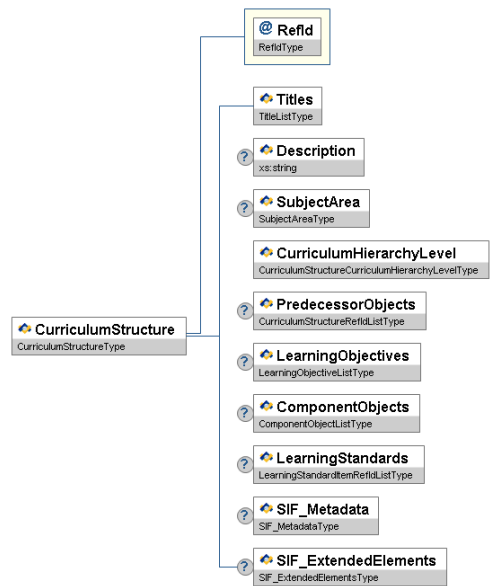 @ RefId
RefIdType
Titles
TitleListType
? Description
xs:string
? SubjectArea
SubjectAreaType
CurriculumHierarchyLevel
CurriculumStructureCurriculumHierarchyLevelType
? PredecessorObjects
CurriculumStructureRefIdListType
CurriculumStructure
CurriculumStructureType
? LearningObjectives
LearningObjectiveListType
? ComponentObjects
ComponentObjectListType
? LearningStandards
LearningStandardItemRefIdListType
? SIF_Metadata
SIF_MetadataType
? SIF_ExtendedElements
SIF_ExtendedElementsType